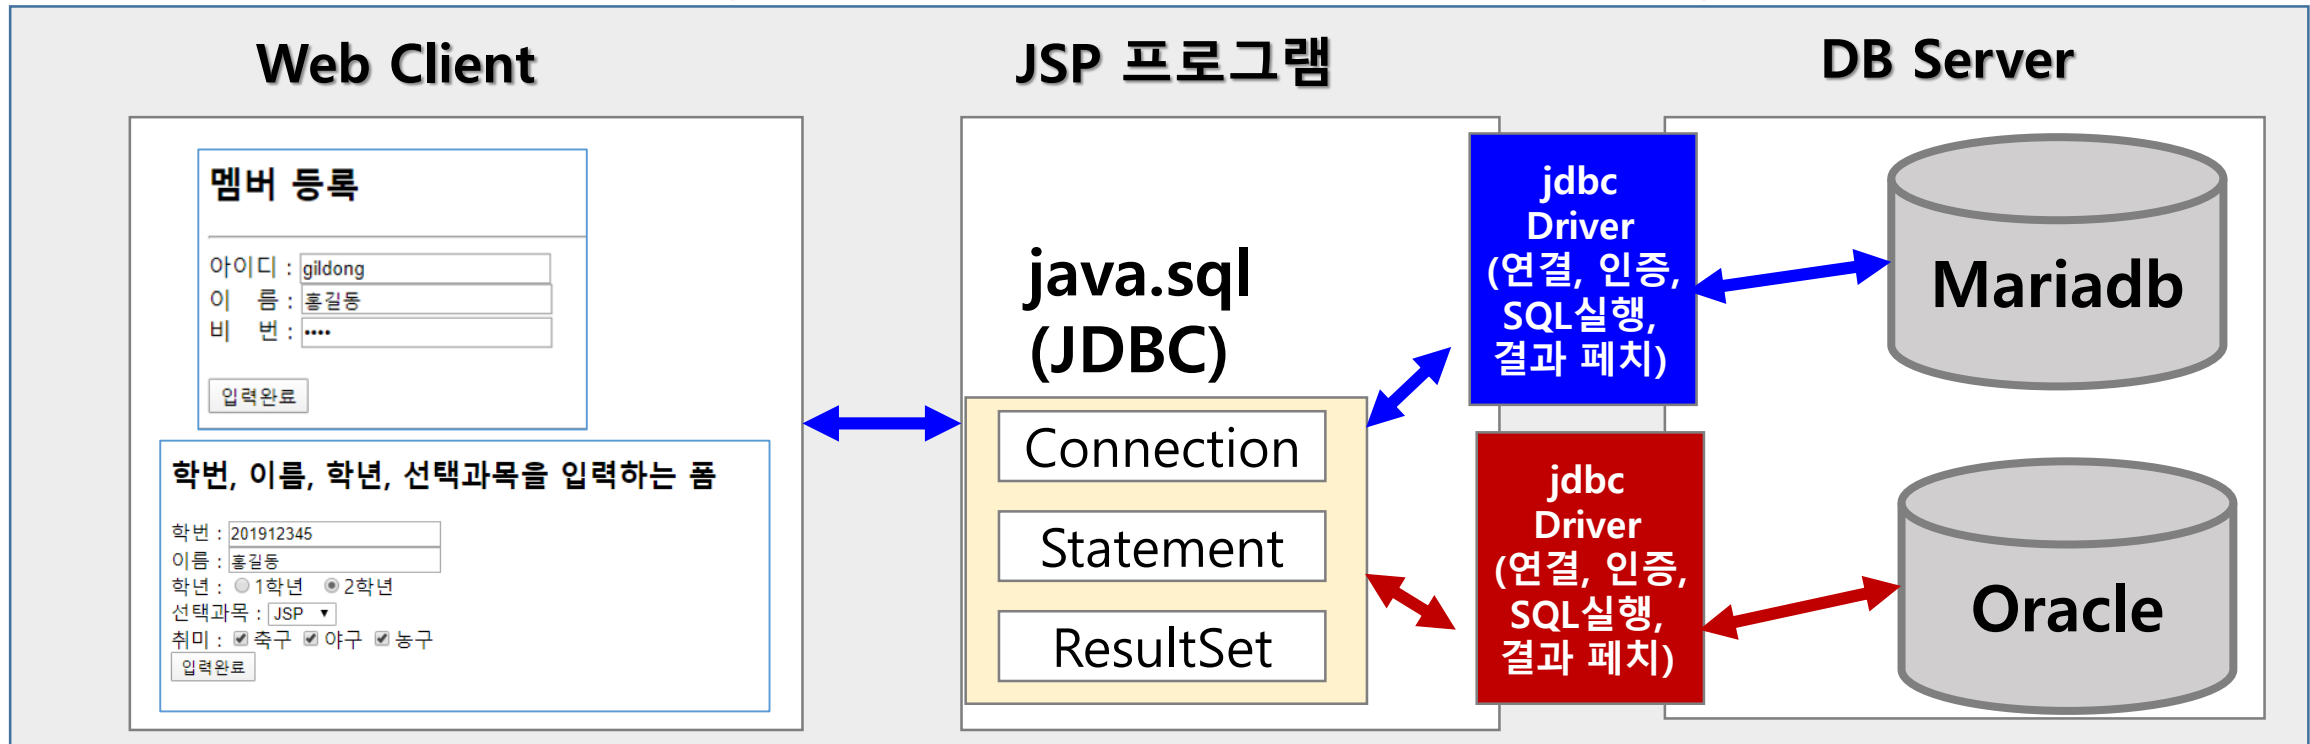 Web Client
JSP 프로그램
DB Server
멤버 등록
아이디 : gildong
이 름 : 홍길동
비 번 : ••••
입력완료
학번, 이름, 학년, 선택과목을 입력하는 폼
학번 : 201912345
이름 : 홍길동
학년 : 1학년 2학년
선택과목 : JSP ▼
취미 : 축구 야구 농구
입력완료
java.sql
(JDBC)
Connection
Statement
ResultSet
jdbc
Driver
(연결, 인증,
SQL실행,
결과 페치)
jdbc
Driver
(연결, 인증,
SQL실행,
결과 페치)
Mariadb
Oracle